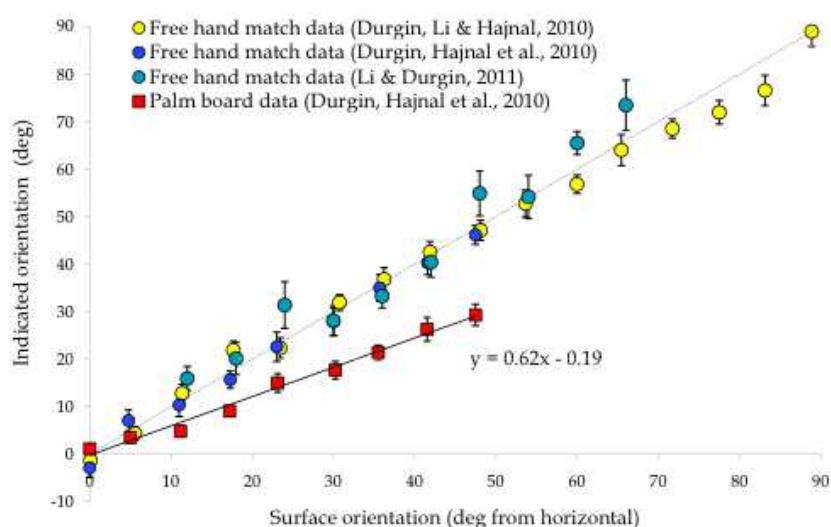 Free hand match data (Durgin, Li & Hajnal, 2010)
Free hand match data (Durgin, Hajnal et al., 2010)
Free hand match data (Li & Durgin, 2011)
Palm board data (Durgin, Hajnal et al., 2010)
Indicated orientation (deg)
90
80
70
60
50
40
30
20
10
0
-10
y = 0.62x - 0.19
0 10 20 30 40 50 60 70 80 90
Surface orientation (deg from horizontal)